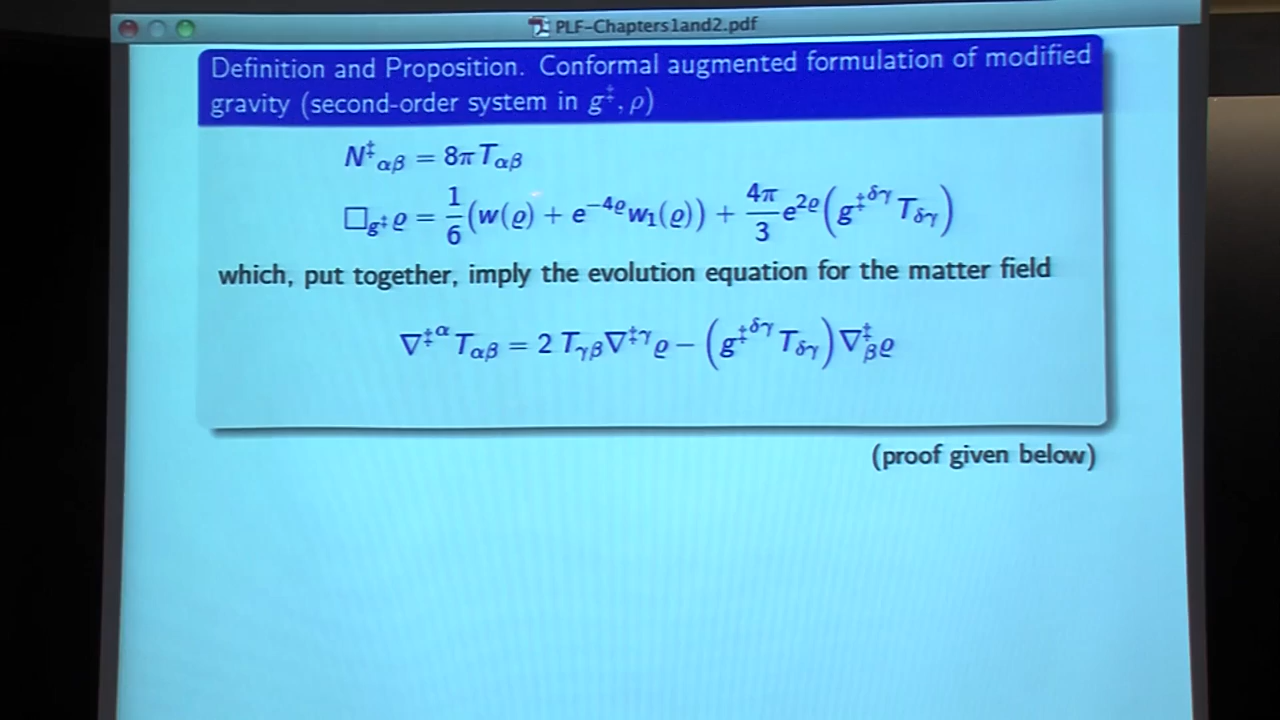 PLF-Chapters1and2.pdf
Definition and Proposition. Conformal augmented formulation of modified
gravity (second-order system in g‡, ρ)
N‡αβ = 8πTαβ
□g‡ϱ = 1/6 (w(ϱ) + e^−4ϱ w₁(ϱ)) + 4π/3 e^2ϱ (g‡^δγ Tδγ)
which, put together, imply the evolution equation for the matter field
∇‡^α Tαβ = 2 Tγβ∇‡^γ ϱ − (g‡^δγ Tδγ) ∇‡β ϱ
(proof given below)